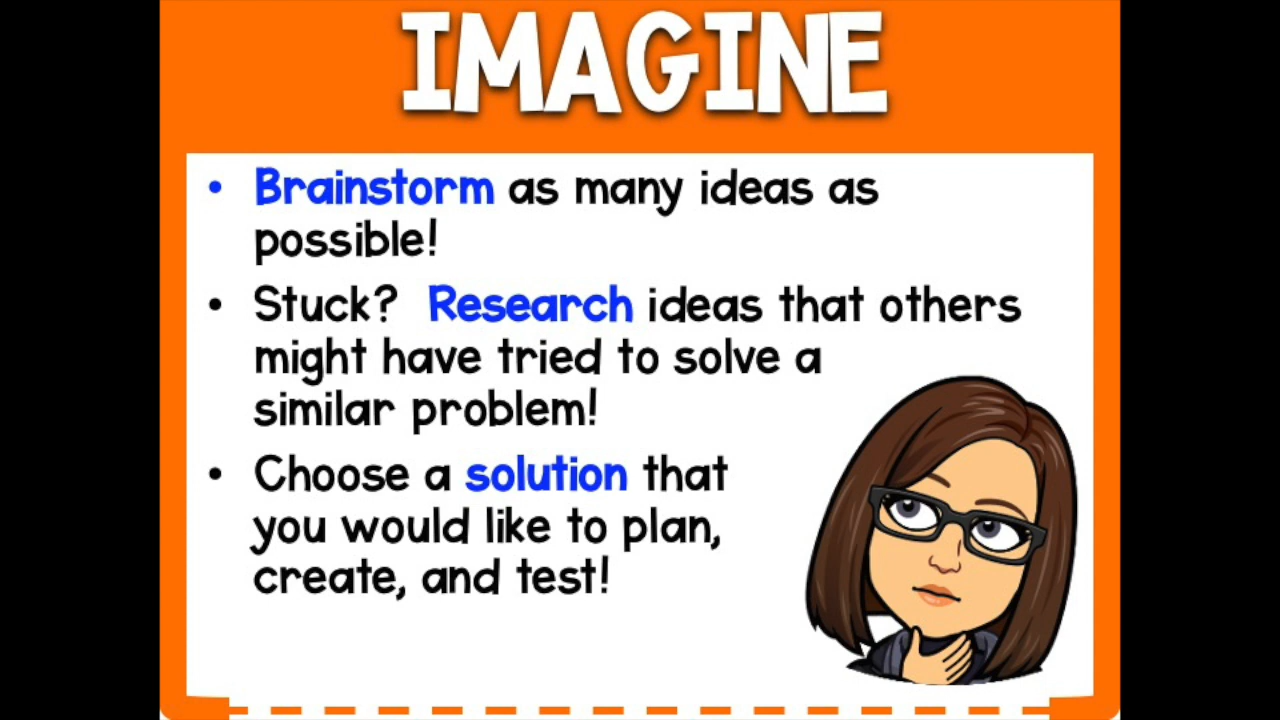 IMAGINE
• Brainstorm as many ideas as
possible!
• Stuck? Research ideas that others
might have tried to solve a
similar problem!
• Choose a solution that
you would like to plan,
create, and test!